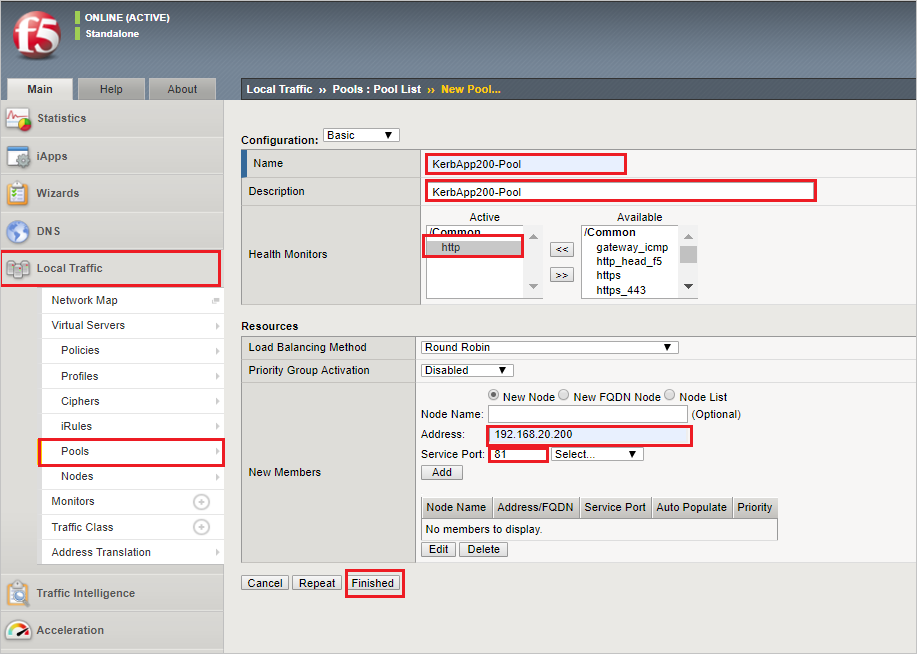 f5
ONLINE (ACTIVE)
Standalone
Main Help About
Local Traffic ›› Pools : Pool List ›› New Pool...
Statistics
iApps
Wizards
DNS
Local Traffic
Network Map
Virtual Servers
Policies
Profiles
Ciphers
iRules
Pools
Nodes
Monitors
Traffic Class
Address Translation
Traffic Intelligence
Acceleration
Configuration: Basic
Name KerbApp200-Pool
Description KerbApp200-Pool
Health Monitors
Active
/Common
http
<<
>>
Available
/Common
gateway_icmp
http_head_f5
https
https_443
Resources
Load Balancing Method Round Robin
Priority Group Activation Disabled
New Members
New Node New FQDN Node Node List
Node Name: (Optional)
Address: 192.168.20.200
Service Port: 81 Select...
Add
Node Name Address/FQDN Service Port Auto Populate Priority
No members to display.
Edit Delete
Cancel Repeat Finished